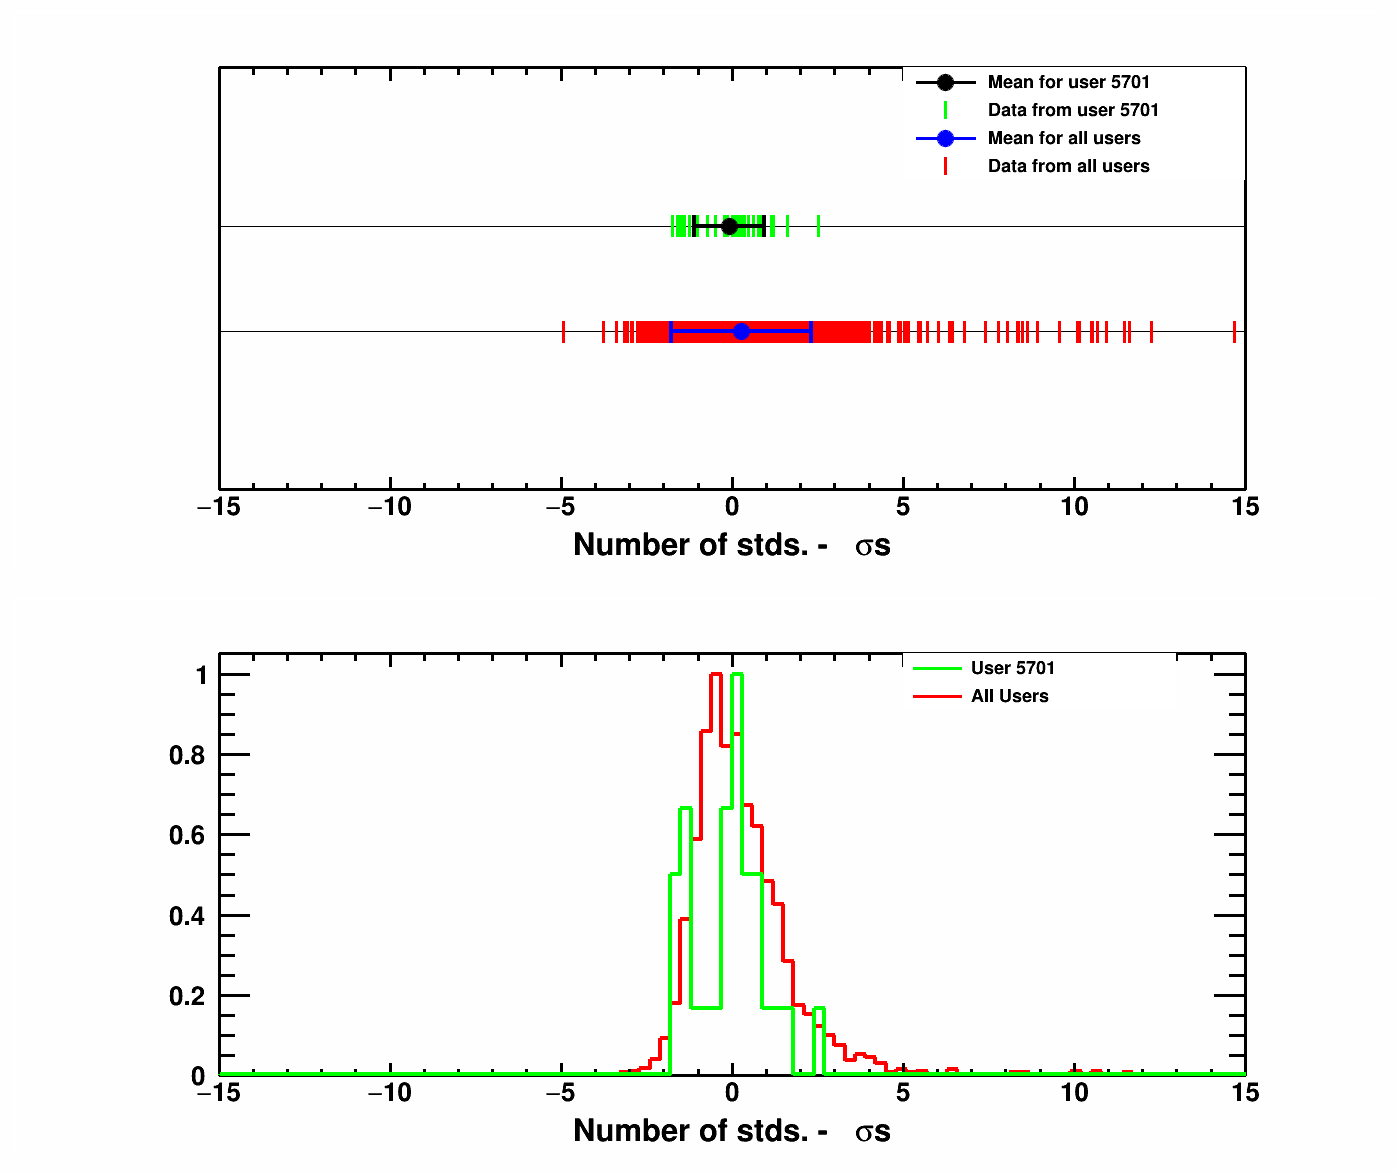 Mean for user 5701
Data from user 5701
Mean for all users
Data from all users
−15 −10 −5 0 5 10 15
Number of stds. - σs
User 5701
All Users
1
0.8
0.6
0.4
0.2
0
−15 −10 −5 0 5 10 15
Number of stds. - σs